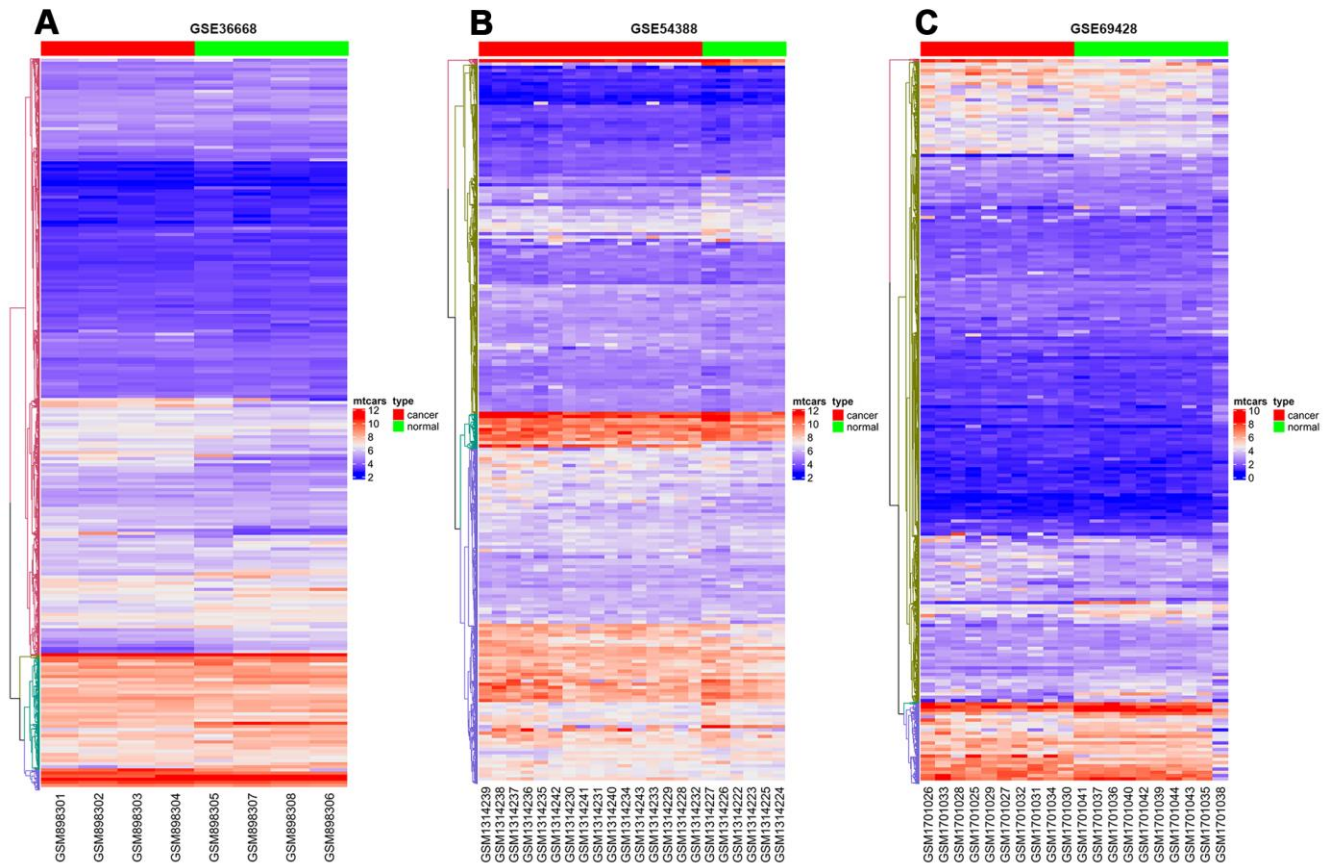 A
GSE36668
mtcars type
12 cancer
10 normal
8
6
4
2
GSM898301
GSM898302
GSM898303
GSM898304
GSM898305
GSM898307
GSM898308
GSM898306
B
GSE54388
mtcars type
12 cancer
10 normal
8
6
4
2
GSM1314239
GSM1314238
GSM1314237
GSM1314236
GSM1314235
GSM1314242
GSM1314230
GSM1314241
GSM1314231
GSM1314240
GSM1314234
GSM1314243
GSM1314233
GSM1314229
GSM1314228
GSM1314232
GSM1314227
GSM1314226
GSM1314222
GSM1314223
GSM1314225
GSM1314224
C
GSE69428
mtcars type
10 cancer
8 normal
6
4
2
0
GSM1701026
GSM1701033
GSM1701028
GSM1701025
GSM1701029
GSM1701027
GSM1701032
GSM1701031
GSM1701034
GSM1701030
GSM1701041
GSM1701037
GSM1701036
GSM1701040
GSM1701042
GSM1701039
GSM1701044
GSM1701043
GSM1701035
GSM1701038